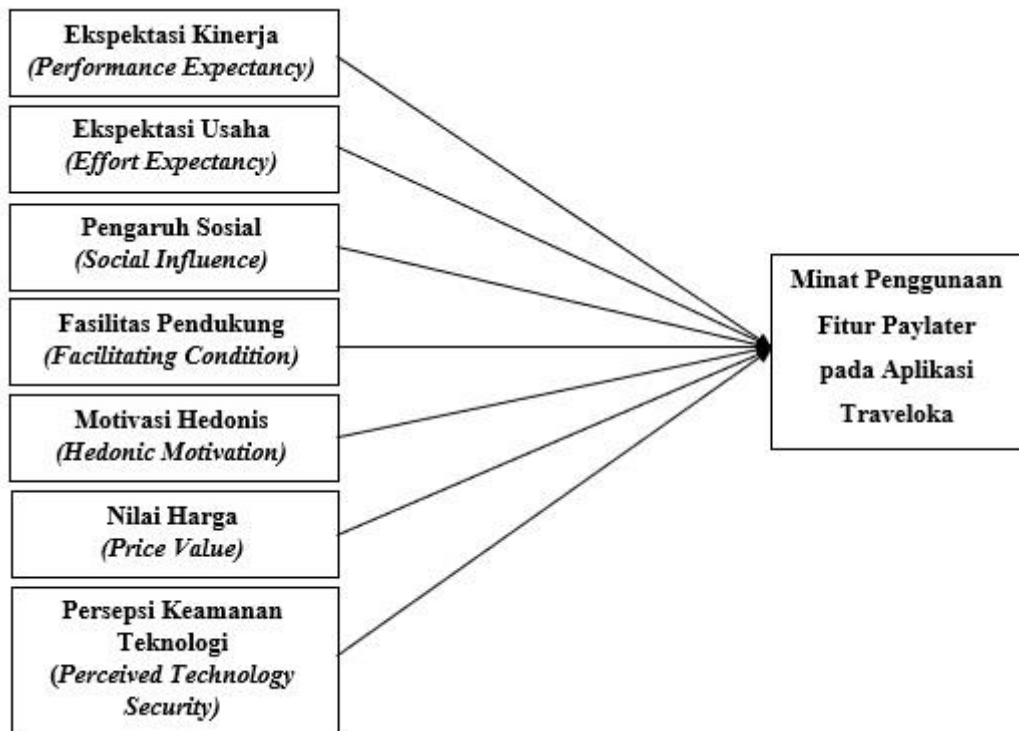 Ekspektasi Kinerja
(Performance Expectancy)
Ekspektasi Usaha
(Effort Expectancy)
Pengaruh Sosial
(Social Influence)
Fasilitas Pendukung
(Facilitating Condition)
Motivasi Hedonis
(Hedonic Motivation)
Nilai Harga
(Price Value)
Persepsi Keamanan
Teknologi
(Perceived Technology
Security)
Minat Penggunaan
Fitur Paylater
pada Aplikasi
Traveloka